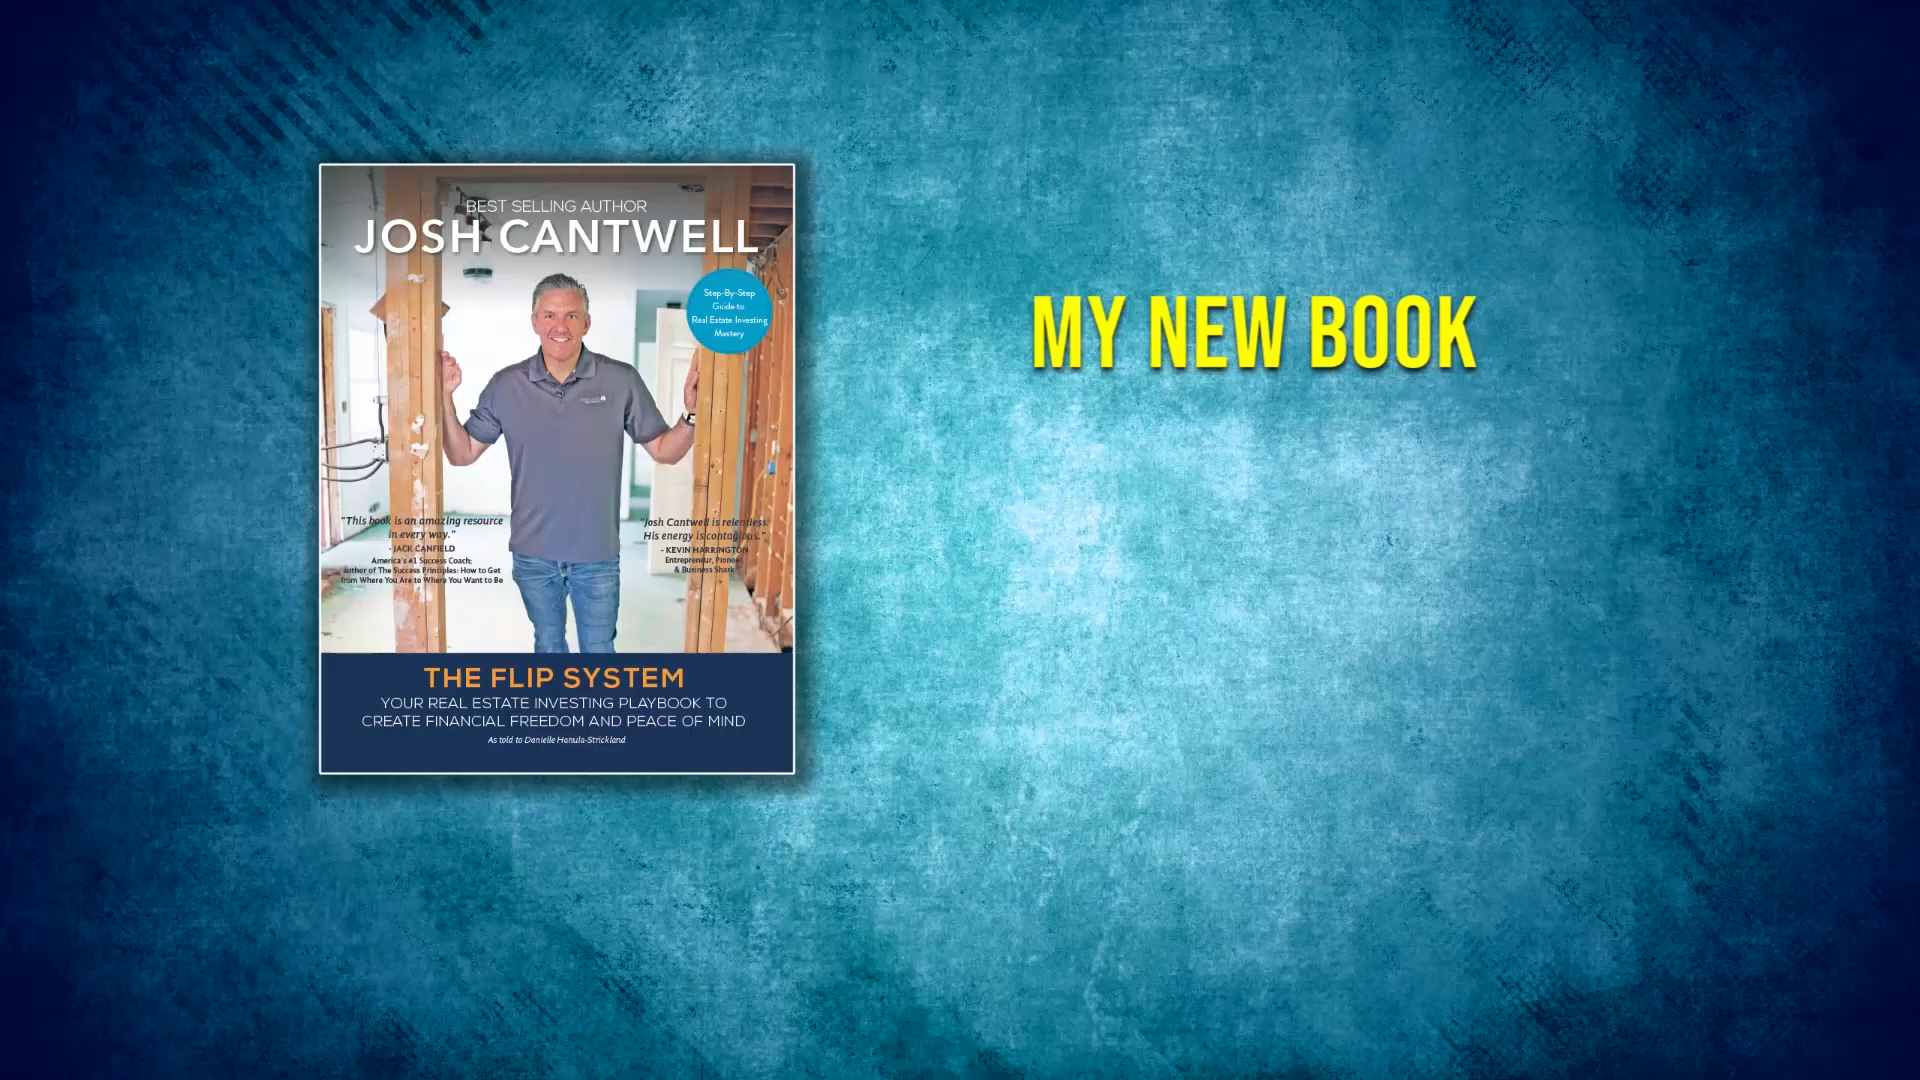 BEST SELLING AUTHOR
JOSH CANTWELL
Step-By-Step
Guide to
Real Estate Investing
Mastery
"This book is an amazing resource
in every way."
- JACK CANFIELD
America's #1 Success Coach;
author of The Success Principles: How to Get
from Where You Are to Where You Want to Be
"Josh Cantwell is relentless.
His energy is contagious."
- KEVIN HARRINGTON
Entrepreneur, Pioneer
& Business Shark
THE FLIP SYSTEM
YOUR REAL ESTATE INVESTING PLAYBOOK TO
CREATE FINANCIAL FREEDOM AND PEACE OF MIND
As told to Danielle Hanula-Strickland
MY NEW BOOK